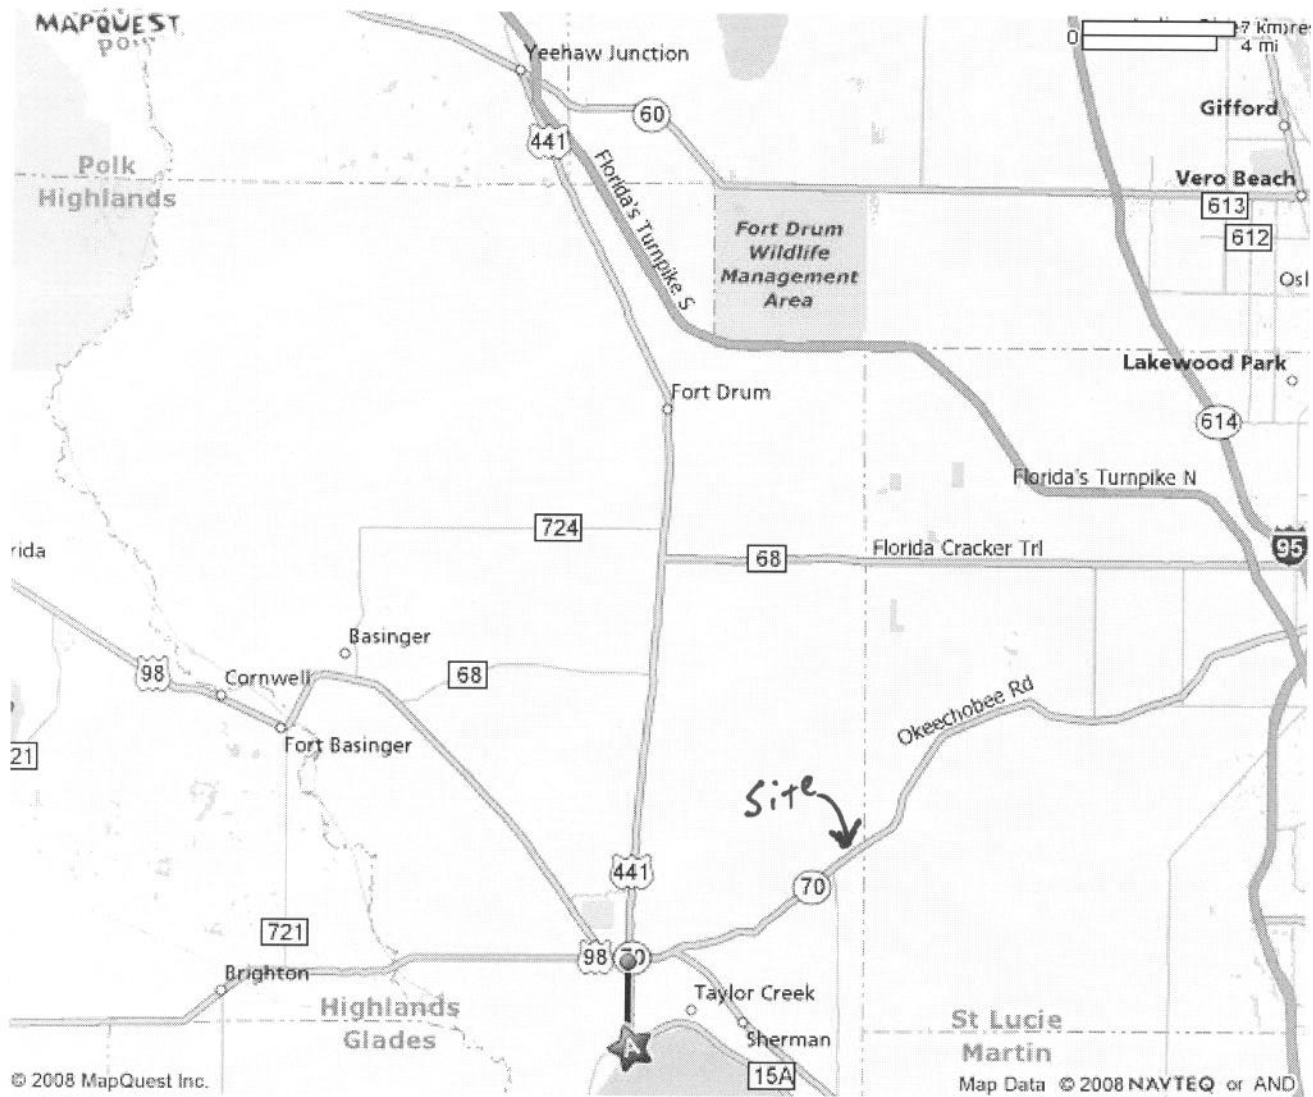 MAPQUEST
Yeehaw Junction
7 km
0
4 mi
60
Gifford
441
Polk
Highlands
Florida's Turnpike S
Vero Beach
613
612
Fort Drum
Wildlife
Management
Area
Osl
Lakewood Park
Fort Drum
614
Florida's Turnpike N
724
rida
68
Florida Cracker Trl
95
Basinger
98
Cornwell
68
Okeechobee Rd
Fort Basinger
21
Site
441
70
721
98
70
Brighton
Taylor Creek
Highlands
Glades
St Lucie
Martin
A
Sherman
15A
© 2008 MapQuest Inc.
Map Data © 2008 NAVTEQ or AND